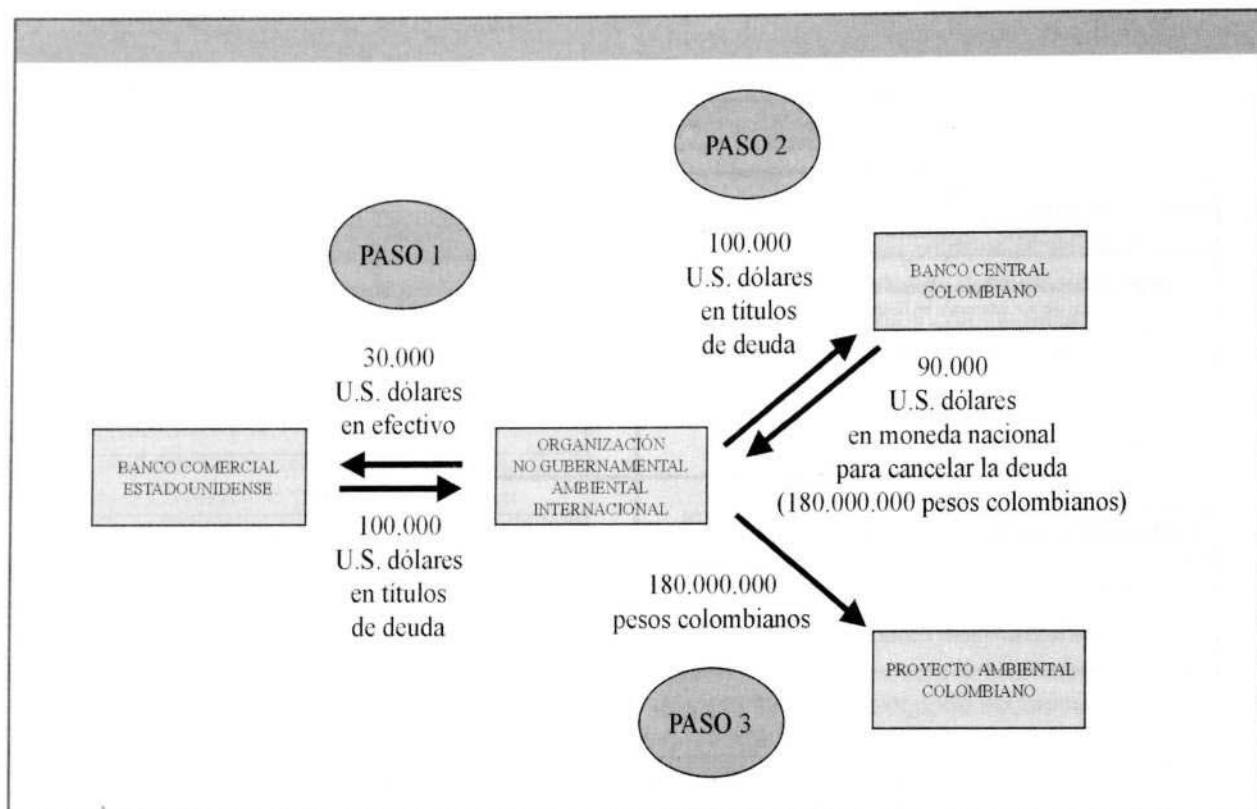 PASO 1
30.000
U.S. dólares
en efectivo
BANCO COMERCIAL
ESTADOUNIDENSE
100.000
U.S. dólares
en títulos
de deuda
ORGANIZACIÓN
NO GUBERNAMENTAL
AMBIENTAL
INTERNACIONAL
PASO 2
100.000
U.S. dólares
en títulos
de deuda
BANCO CENTRAL
COLOMBIANO
90.000
U.S. dólares
en moneda nacional
para cancelar la deuda
(180.000.000 pesos colombianos)
180.000.000
pesos colombianos
PROYECTO AMBIENTAL
COLOMBIANO
PASO 3